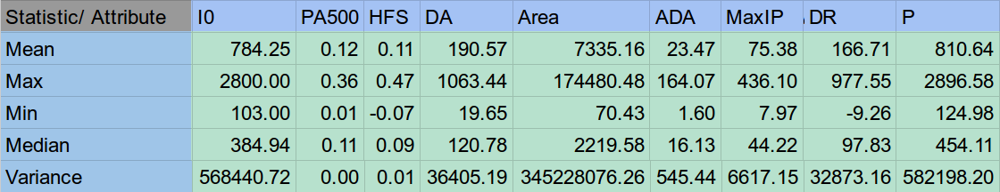 Statistic/ Attribute I0 PA500 HFS DA Area ADA MaxIP DR P
Mean 784.25 0.12 0.11 190.57 7335.16 23.47 75.38 166.71 810.64
Max 2800.00 0.36 0.47 1063.44 174480.48 164.07 436.10 977.55 2896.58
Min 103.00 0.01 -0.07 19.65 70.43 1.60 7.97 -9.26 124.98
Median 384.94 0.11 0.09 120.78 2219.58 16.13 44.22 97.83 454.11
Variance 568440.72 0.00 0.01 36405.19 345228076.26 545.44 6617.15 32873.16 582198.20